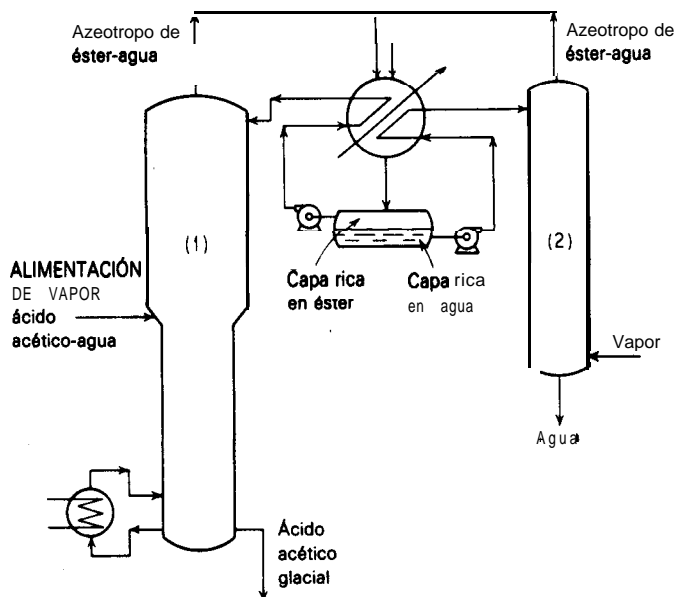 Azeotropo de
éster-agua
Azeotropo de
éster-agua
(1)
(2)
ALIMENTACIÓN
DE VAPOR
ácido
acético-agua
Capa rica
en éster
Capa rica
en agua
Vapor
Agua
Ácido
acético
glacial